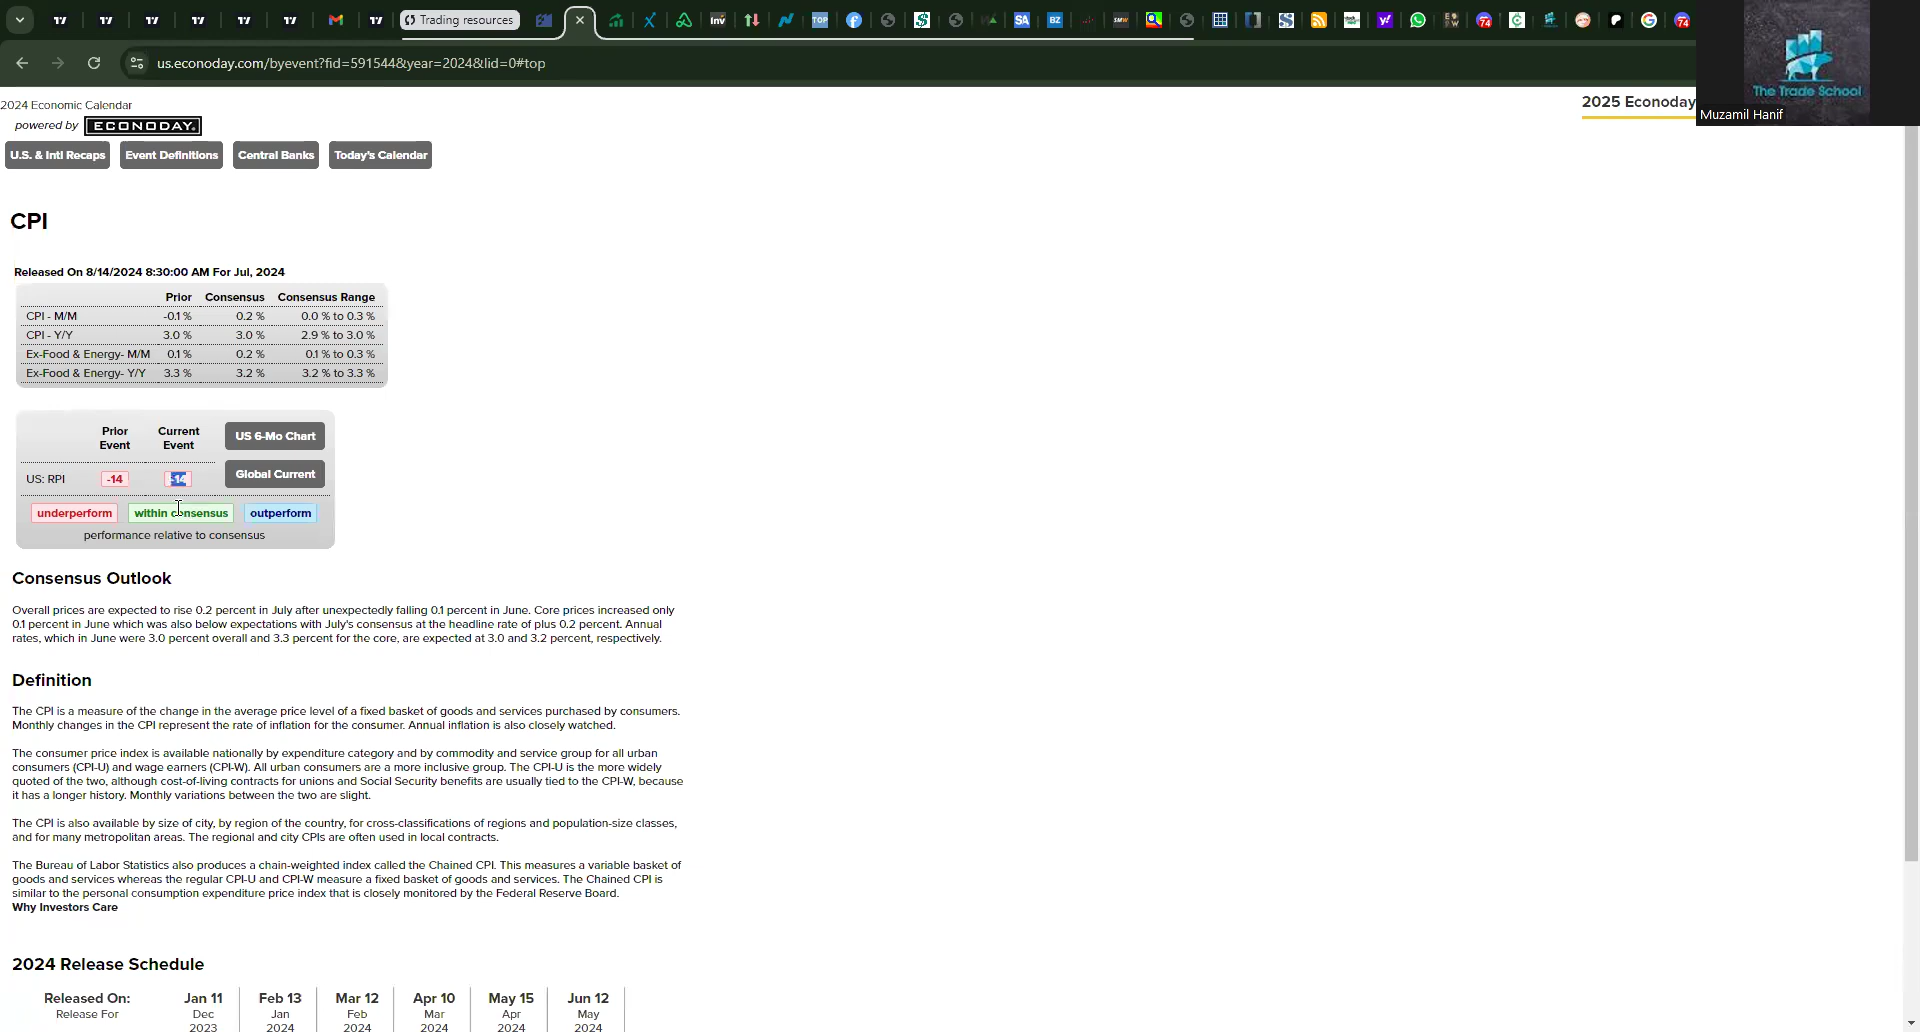 Trading resources
us.econoday.com/byevent?fid=591544&year=2024&lid=0#top
The Trade School
Muzamil Hanif
2024 Economic Calendar
powered by ECONODAY.
2025 Econoday
U.S. & Intl Recaps Event Definitions Central Banks Today's Calendar
CPI
Released On 8/14/2024 8:30:00 AM For Jul, 2024
Prior Consensus Consensus Range
CPI - M/M -0.1 % 0.2 % 0.0 % to 0.3 %
CPI - Y/Y 3.0 % 3.0 % 2.9 % to 3.0 %
Ex-Food & Energy- M/M 0.1 % 0.2 % 0.1 % to 0.3 %
Ex-Food & Energy- Y/Y 3.3 % 3.2 % 3.2 % to 3.3 %
Prior Event Current Event US 6-Mo Chart
Global Current
US: RPI -14 -14
underperform within consensus outperform
performance relative to consensus
Consensus Outlook
Overall prices are expected to rise 0.2 percent in July after unexpectedly falling 0.1 percent in June. Core prices increased only
0.1 percent in June which was also below expectations with July's consensus at the headline rate of plus 0.2 percent. Annual
rates, which in June were 3.0 percent overall and 3.3 percent for the core, are expected at 3.0 and 3.2 percent, respectively.
Definition
The CPI is a measure of the change in the average price level of a fixed basket of goods and services purchased by consumers.
Monthly changes in the CPI represent the rate of inflation for the consumer. Annual inflation is also closely watched.
The consumer price index is available nationally by expenditure category and by commodity and service group for all urban
consumers (CPI-U) and wage earners (CPI-W). All urban consumers are a more inclusive group. The CPI-U is the more widely
quoted of the two, although cost-of-living contracts for unions and Social Security benefits are usually tied to the CPI-W, because
it has a longer history. Monthly variations between the two are slight.
The CPI is also available by size of city, by region of the country, for cross-classifications of regions and population-size classes,
and for many metropolitan areas. The regional and city CPIs are often used in local contracts.
The Bureau of Labor Statistics also produces a chain-weighted index called the Chained CPI. This measures a variable basket of
goods and services whereas the regular CPI-U and CPI-W measure a fixed basket of goods and services. The Chained CPI is
similar to the personal consumption expenditure price index that is closely monitored by the Federal Reserve Board.
Why Investors Care
2024 Release Schedule
Released On: Jan 11 Feb 13 Mar 12 Apr 10 May 15 Jun 12
Release For Dec Jan Feb Mar Apr May
2023 2024 2024 2024 2024 2024